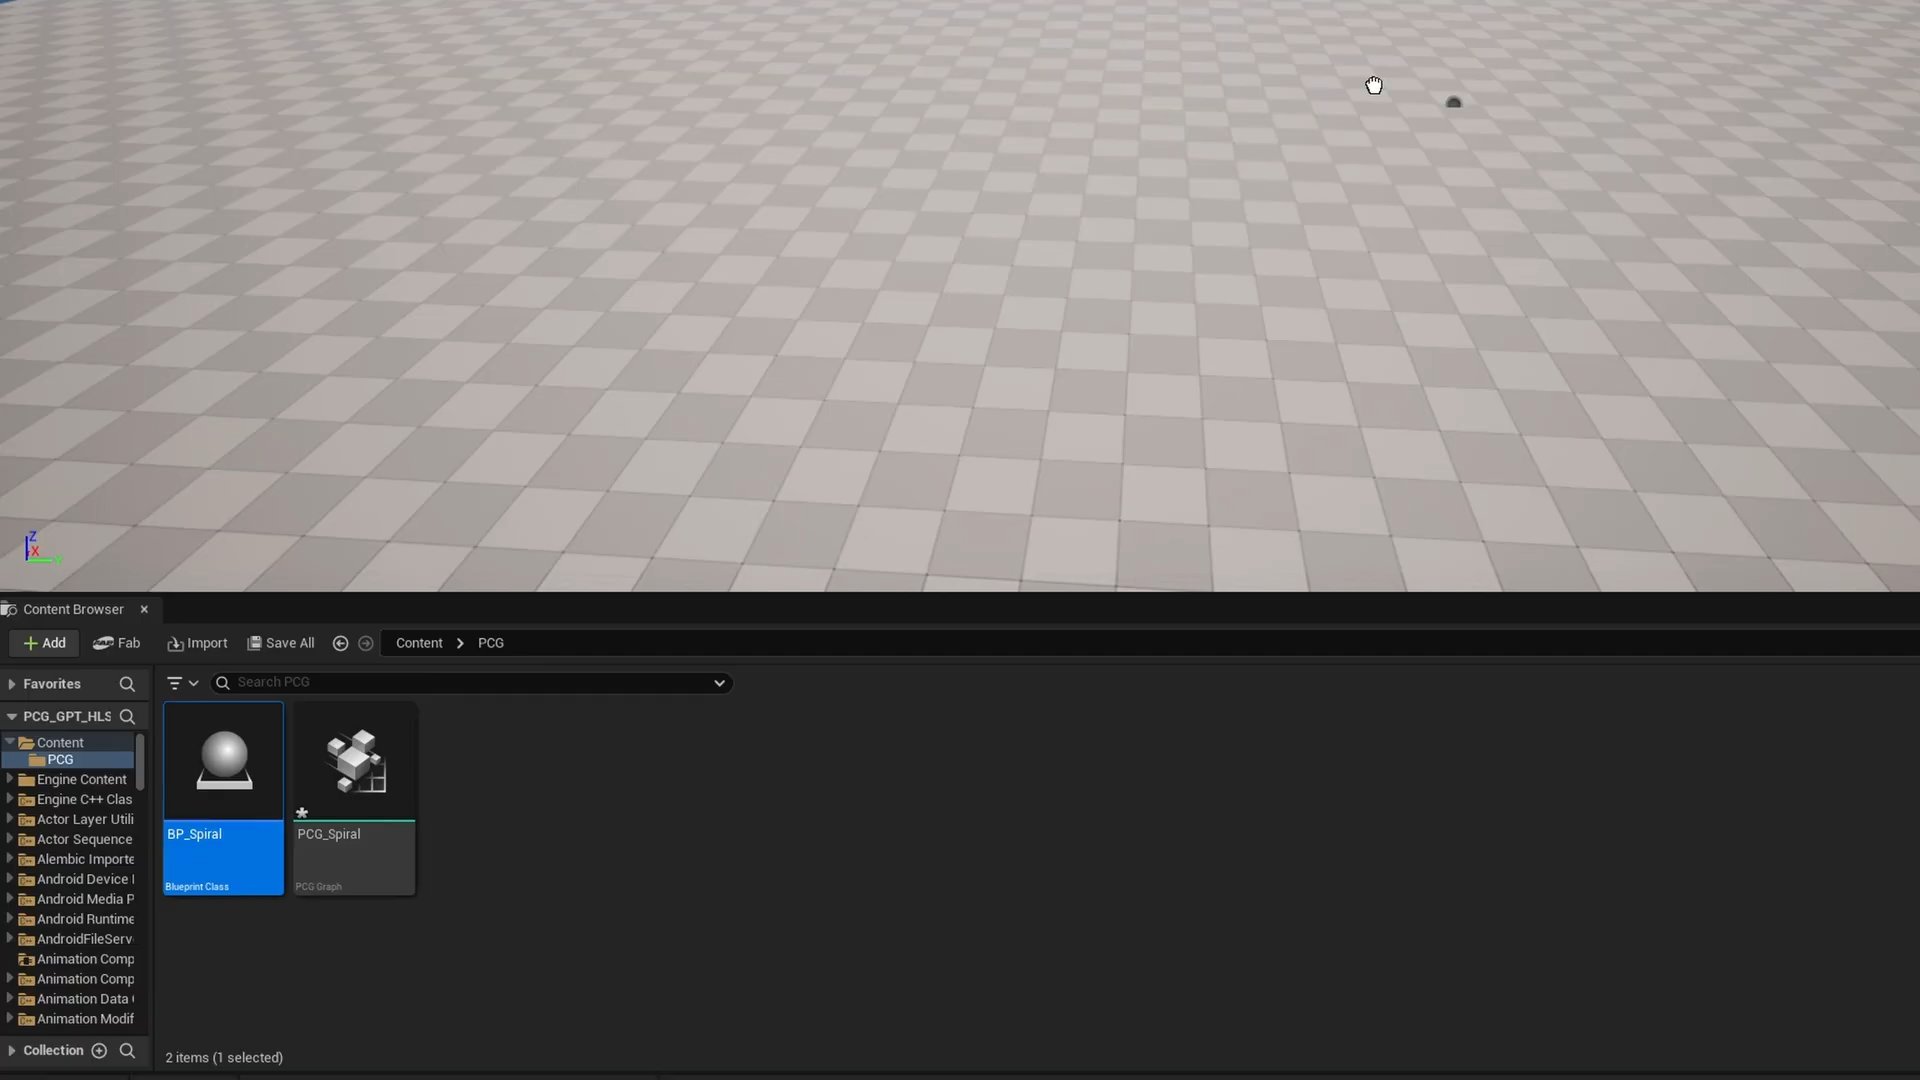 Z
X
Y
Content Browser
Add
Fab
Import
Save All
Content
PCG
Favorites
Search PCG
PCG_GPT_HLS
Content
PCG
Engine Content
Engine C++ Clas
Actor Layer Utili
Actor Sequence
Alembic Importe
Android Device I
Android Media P
Android Runtime
AndroidFileServ
Animation Comp
Animation Comp
Animation Data
Animation Modif
Collection
BP_Spiral
Blueprint Class
PCG_Spiral
PCG Graph
2 items (1 selected)